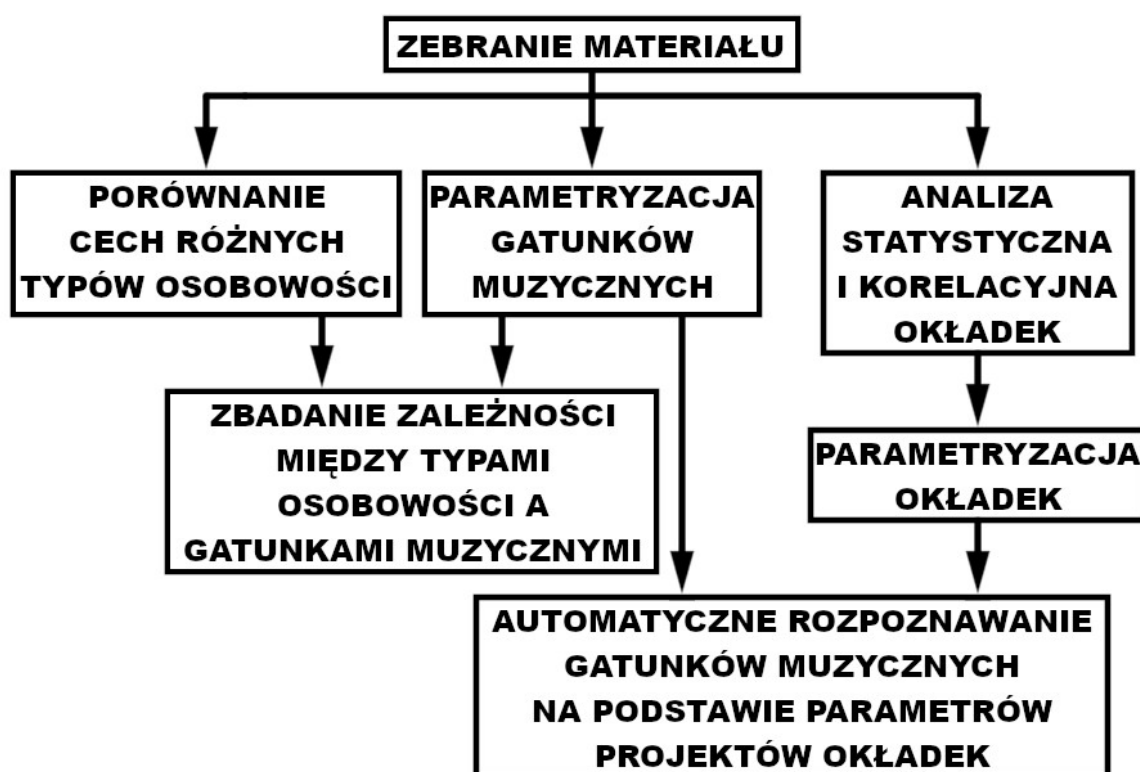 ZEBRANIE MATERIAŁU
PORÓWNANIE
CECH RÓŻNYCH
TYPÓW OSOBOWOŚCI
PARAMETRYZACJA
GATUNKÓW
MUZYCZNYCH
ANALIZA
STATYSTYCZNA
I KORELACYJNA
OKŁADEK
ZBADANIE ZALEŻNOŚCI
MIĘDZY TYPAMI
OSOBOWOŚCI A
GATUNKAMI MUZYCZNYMI
PARAMETRYZACJA
OKŁADEK
AUTOMATYCZNE ROZPOZNAWANIE
GATUNKÓW MUZYCZNYCH
NA PODSTAWIE PARAMETRÓW
PROJEKTÓW OKŁADEK